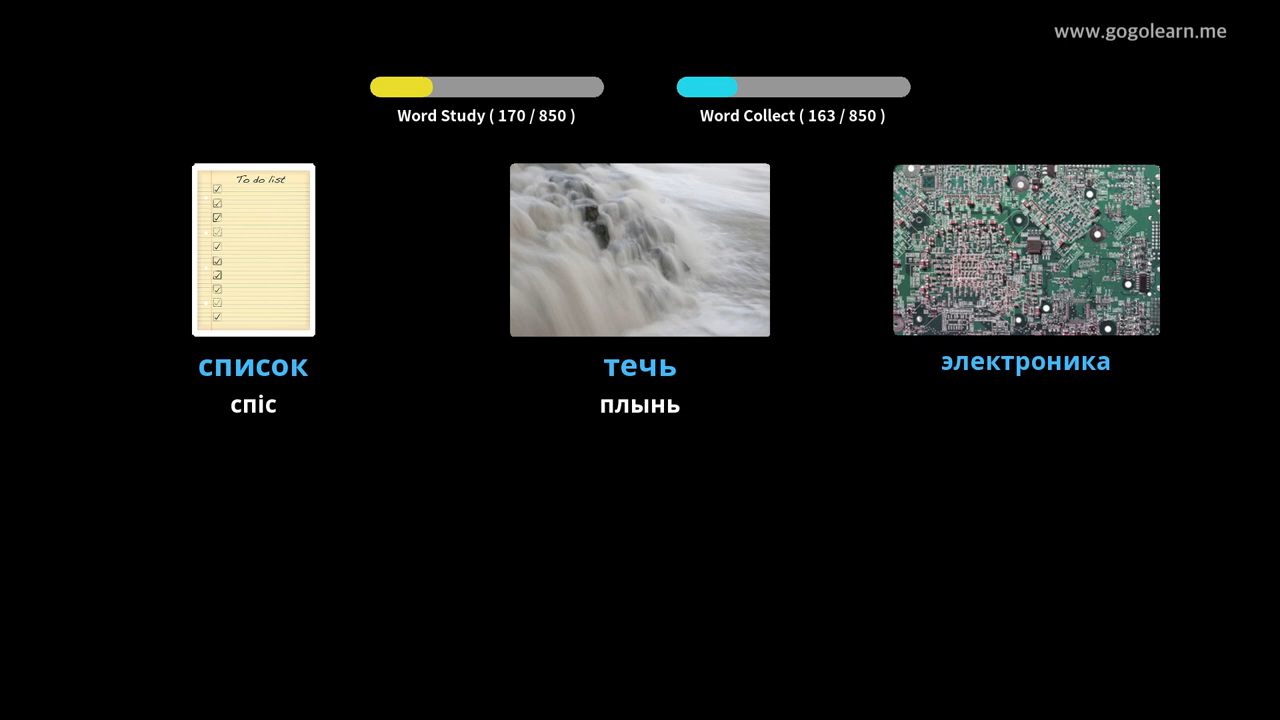 www.gogolearn.me
Word Study ( 170 / 850 )
Word Collect ( 163 / 850 )
To do list
список
течь
электроника
спіс
плынь